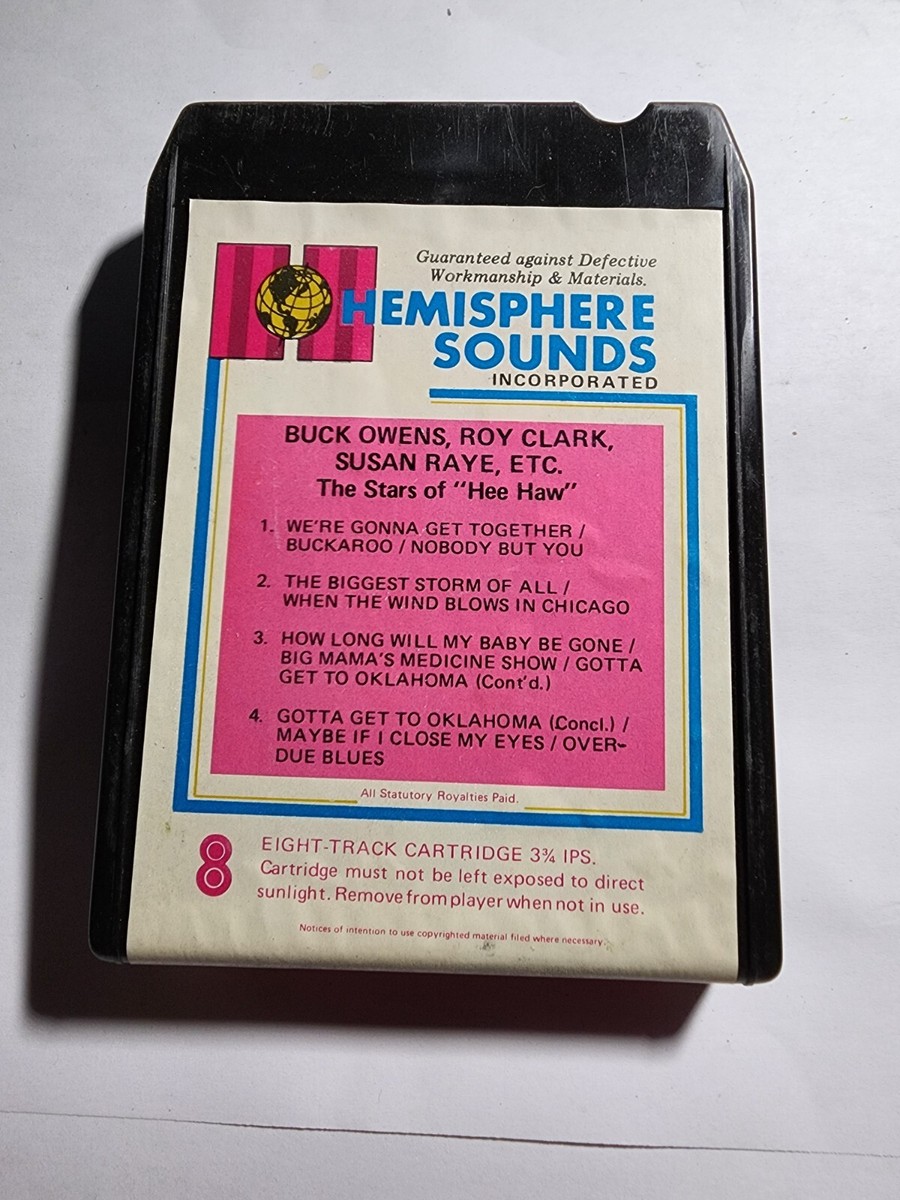 Guaranteed against Defective
Workmanship & Materials.
HEMISPHERE
SOUNDS
INCORPORATED
BUCK OWENS, ROY CLARK,
SUSAN RAYE, ETC.
The Stars of "Hee Haw"
1. WE'RE GONNA GET TOGETHER /
BUCKAROO / NOBODY BUT YOU
2. THE BIGGEST STORM OF ALL /
WHEN THE WIND BLOWS IN CHICAGO
3. HOW LONG WILL MY BABY BE GONE /
BIG MAMA'S MEDICINE SHOW / GOTTA
GET TO OKLAHOMA (Cont'd.)
4. GOTTA GET TO OKLAHOMA (Concl.) /
MAYBE IF I CLOSE MY EYES / OVER-
DUE BLUES
All Statutory Royalties Paid.
8 EIGHT-TRACK CARTRIDGE 3¾ IPS.
Cartridge must not be left exposed to direct
sunlight. Remove from player when not in use.
Notices of intention to use copyrighted material filed where necessary.